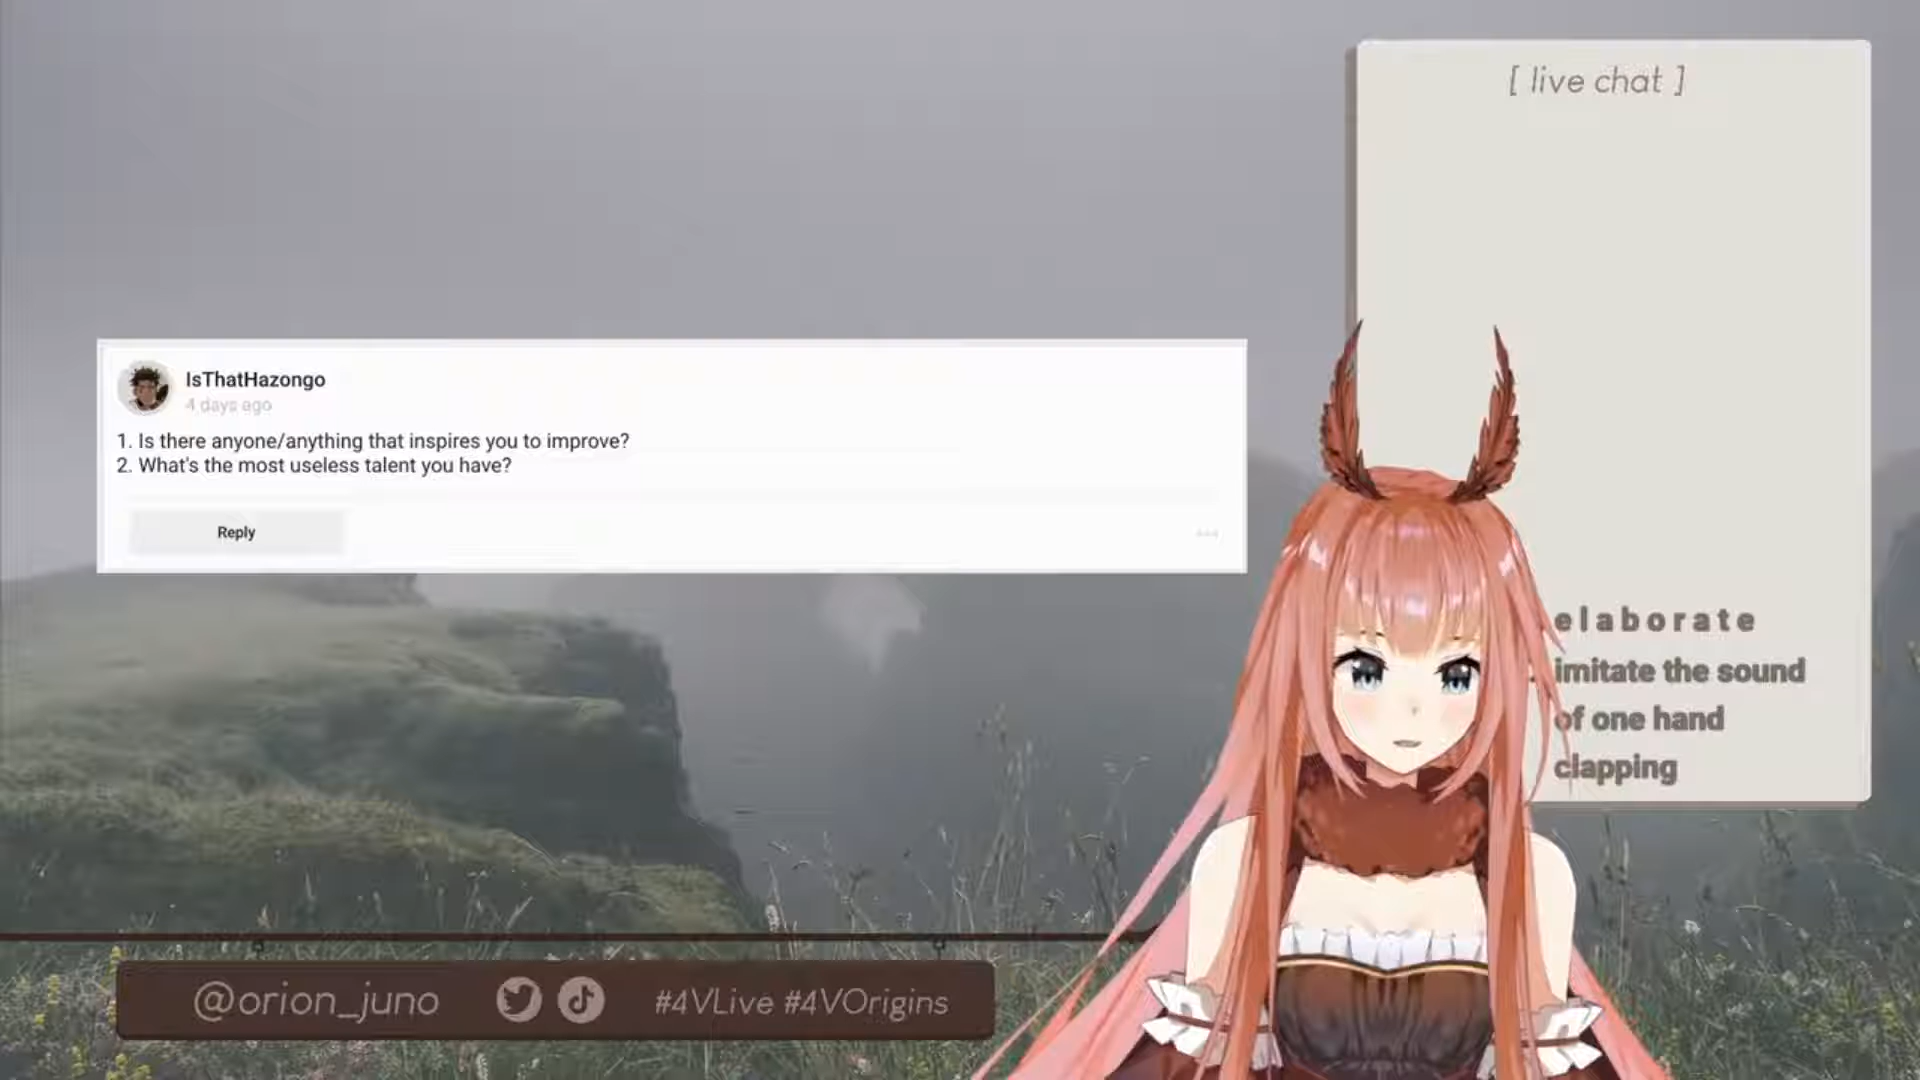 [ live chat ]
IsThatHazongo
4 days ago
1. Is there anyone/anything that inspires you to improve?
2. What's the most useless talent you have?
Reply
e l a b o r a t e
imitate the sound
of one hand
clapping
@orion_juno
#4VLive #4VOrigins